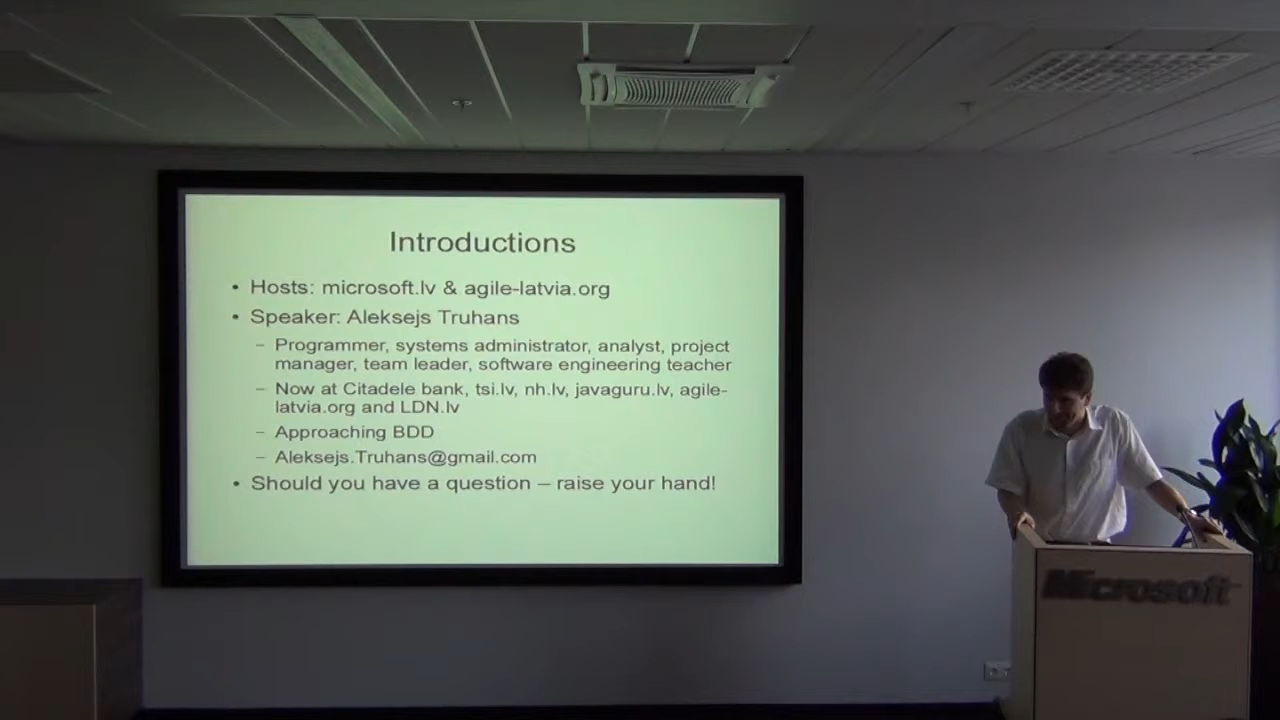 Introductions
• Hosts: microsoft.lv & agile-latvia.org
• Speaker: Aleksejs Truhans
– Programmer, systems administrator, analyst, project
manager, team leader, software engineering teacher
– Now at Citadele bank, tsi.lv, nh.lv, javaguru.lv, agile-
latvia.org and LDN.lv
– Approaching BDD
– Aleksejs.Truhans@gmail.com
• Should you have a question – raise your hand!
Microsoft